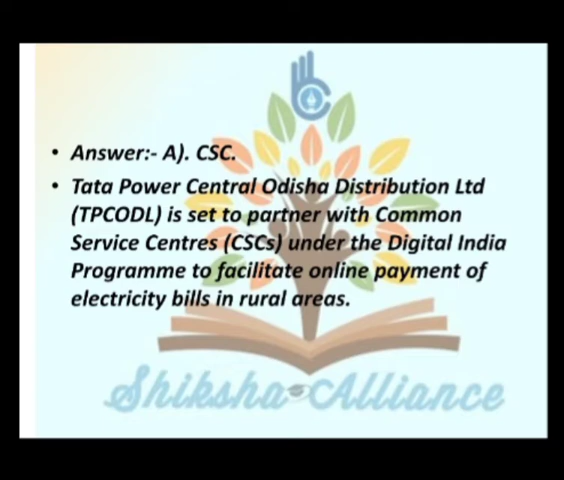 • Answer:- A). CSC.
• Tata Power Central Odisha Distribution Ltd
(TPCODL) is set to partner with Common
Service Centres (CSCs) under the Digital India
Programme to facilitate online payment of
electricity bills in rural areas.
Shiksha Alliance